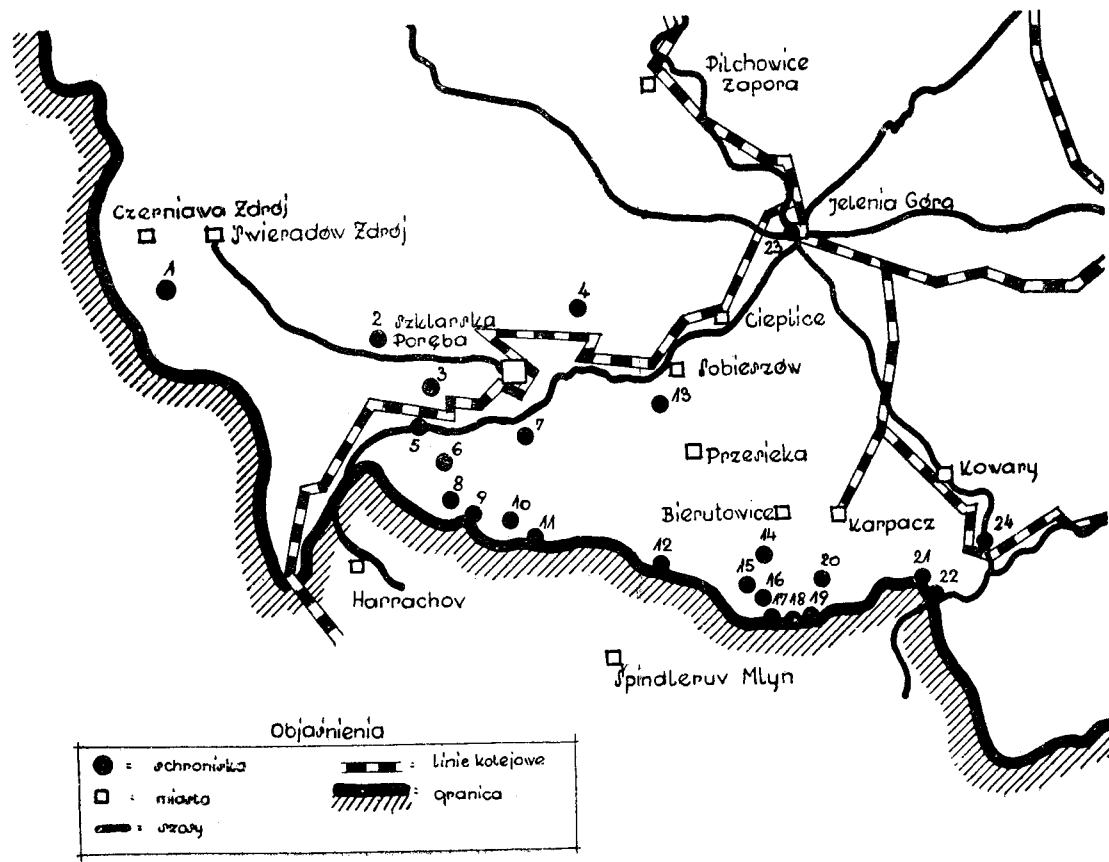 Pilchowice
Zapora
Czerniawa Zdrój
Świeradów Zdrój
Jelenia Góra
23
1
4
2
Szklarska
Poręba
Cieplice
3
Sobieszów
13
5
7
6
Przesieka
Kowary
8
9
10
11
Bierutowice
Karpacz
24
12
14
15
16
20
21
22
17
18
19
Harrachov
Spindleruv Mlyn
Objaśnienia
= schroniska
= linie kolejowe
= miasta
= granica
= szosy